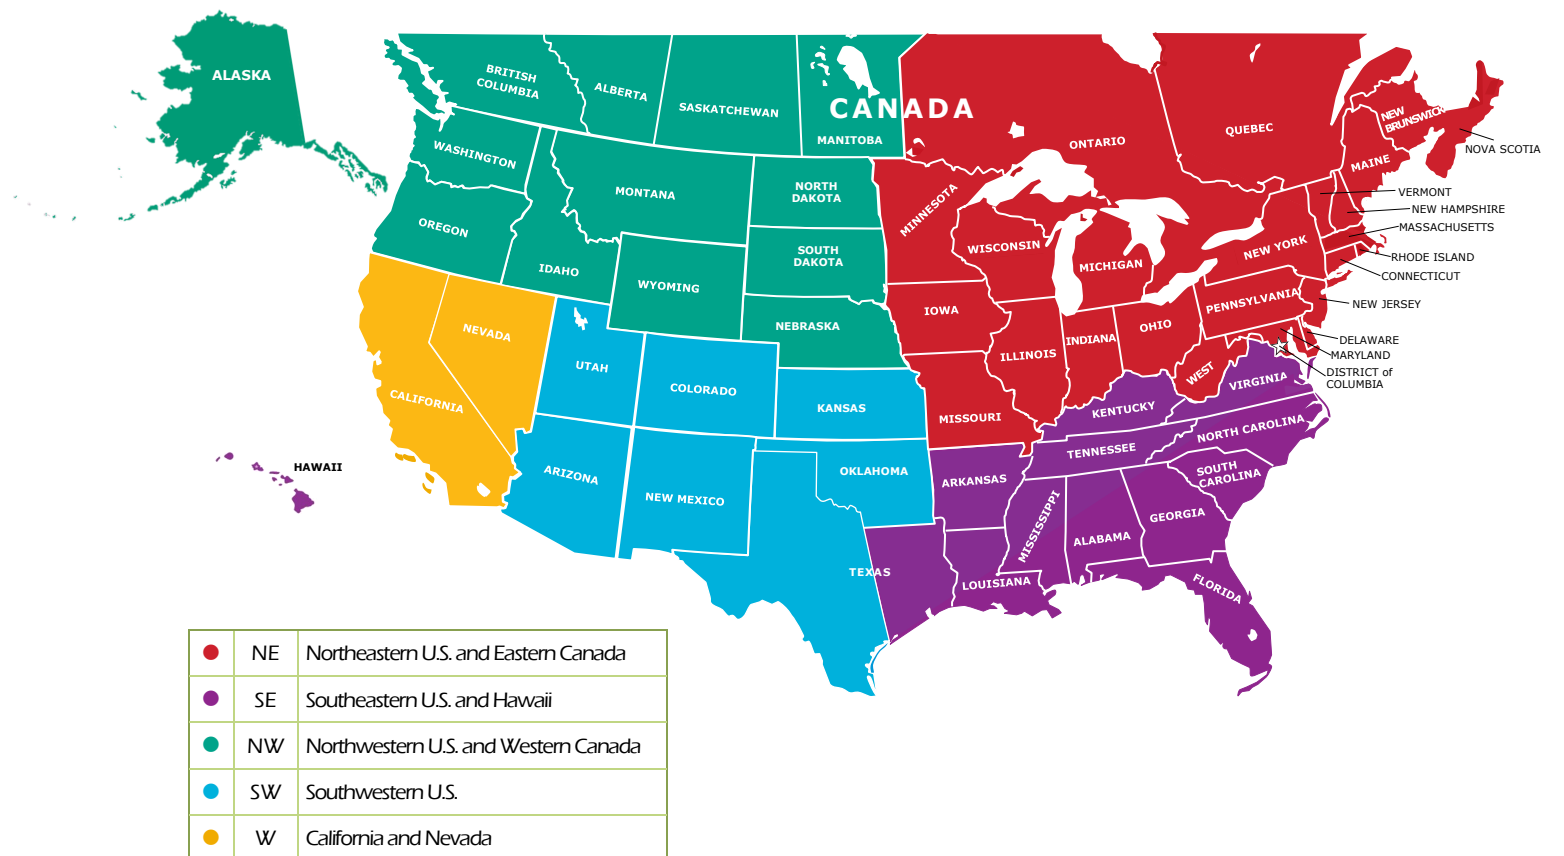 ALASKA
BRITISH
COLUMBIA
ALBERTA
SASKATCHEWAN
CANADA
MANITOBA
ONTARIO
QUEBEC
NEW
BRUNSWICK
NOVA SCOTIA
MAINE
VERMONT
NEW HAMPSHIRE
MASSACHUSETTS
RHODE ISLAND
CONNECTICUT
NEW JERSEY
DELAWARE
MARYLAND
DISTRICT of
COLUMBIA
WASHINGTON
MONTANA
NORTH
DAKOTA
MINNESOTA
OREGON
IDAHO
WYOMING
SOUTH
DAKOTA
WISCONSIN
MICHIGAN
NEW YORK
PENNSYLVANIA
IOWA
NEBRASKA
NEVADA
CALIFORNIA
UTAH
COLORADO
KANSAS
MISSOURI
ILLINOIS
INDIANA
OHIO
WEST
VIRGINIA
KENTUCKY
NORTH CAROLINA
TENNESSEE
SOUTH
CAROLINA
ARIZONA
NEW MEXICO
OKLAHOMA
ARKANSAS
MISSISSIPPI
ALABAMA
GEORGIA
TEXAS
LOUISIANA
FLORIDA
HAWAII
NE Northeastern U.S. and Eastern Canada
SE Southeastern U.S. and Hawaii
NW Northwestern U.S. and Western Canada
SW Southwestern U.S.
W California and Nevada